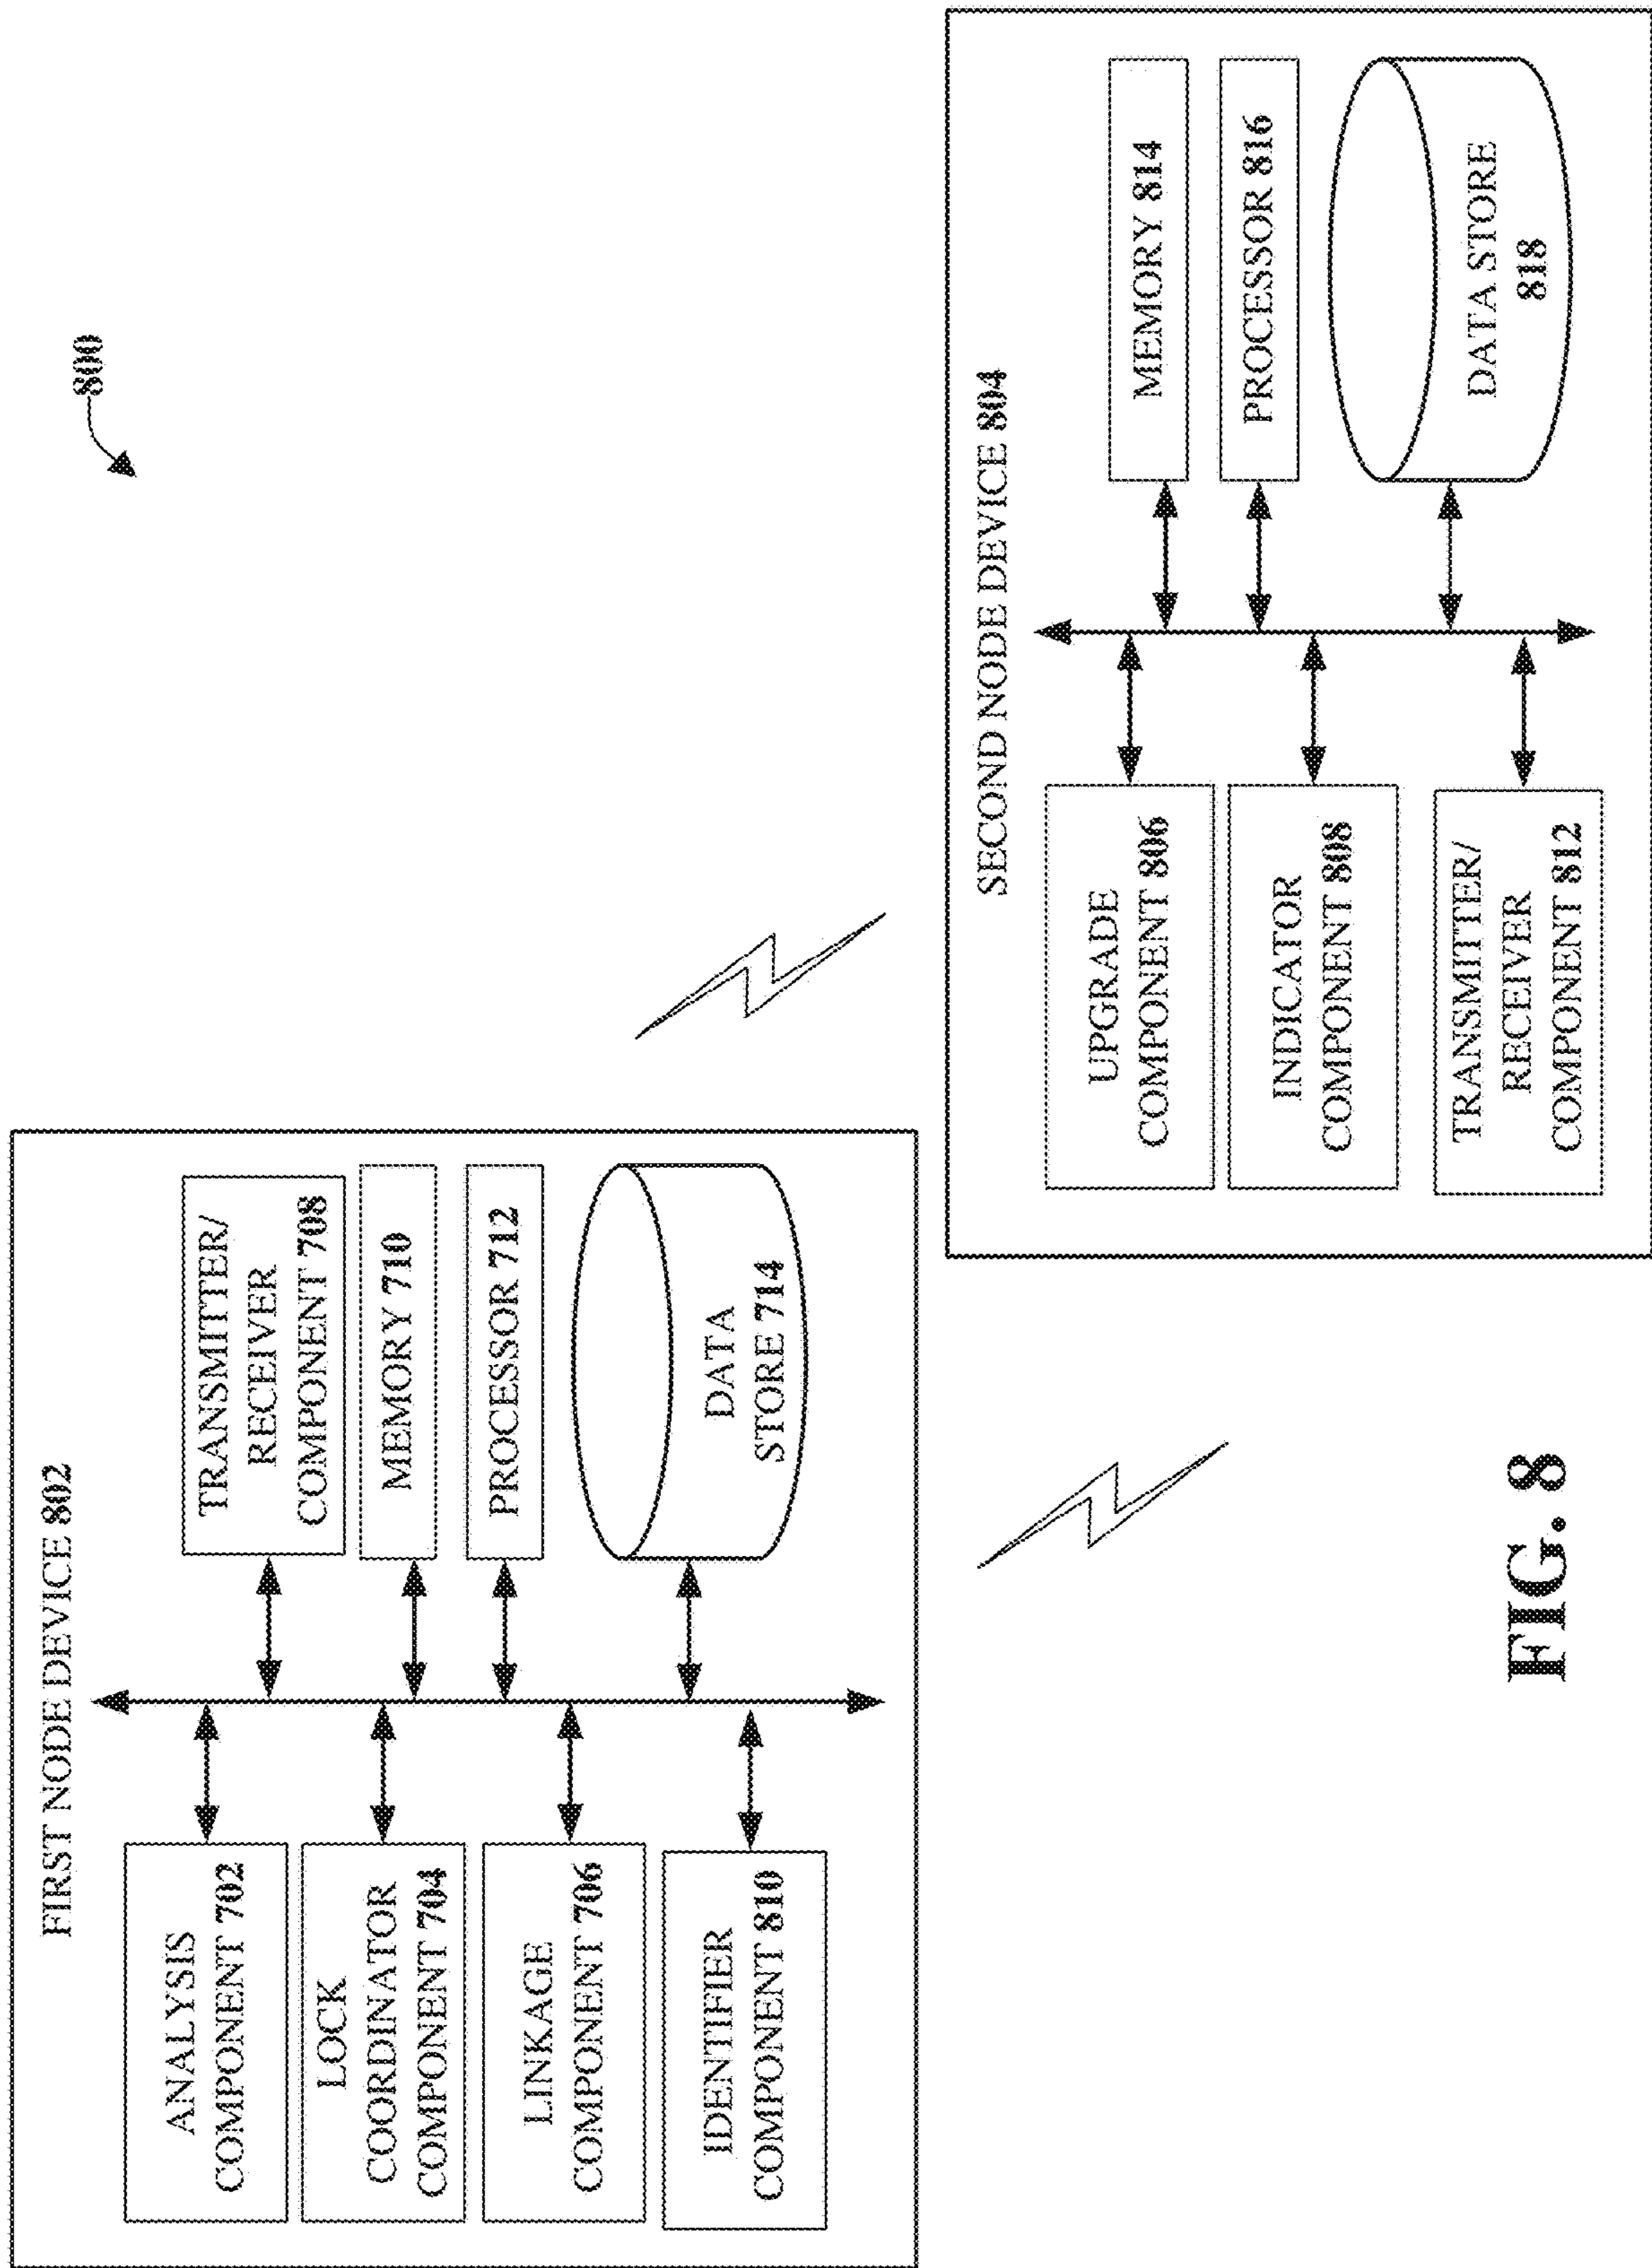 800
FIRST NODE DEVICE 802
ANALYSIS
COMPONENT 702
LOCK
COORDINATOR
COMPONENT 704
LINKAGE
COMPONENT 706
IDENTIFIER
COMPONENT 810
TRANSMITTER/
RECEIVER
COMPONENT 708
MEMORY 710
PROCESSOR 712
DATA
STORE 714
SECOND NODE DEVICE 804
UPGRADE
COMPONENT 806
INDICATOR
COMPONENT 808
TRANSMITTER/
RECEIVER
COMPONENT 812
MEMORY 814
PROCESSOR 816
DATA STORE
818
FIG. 8